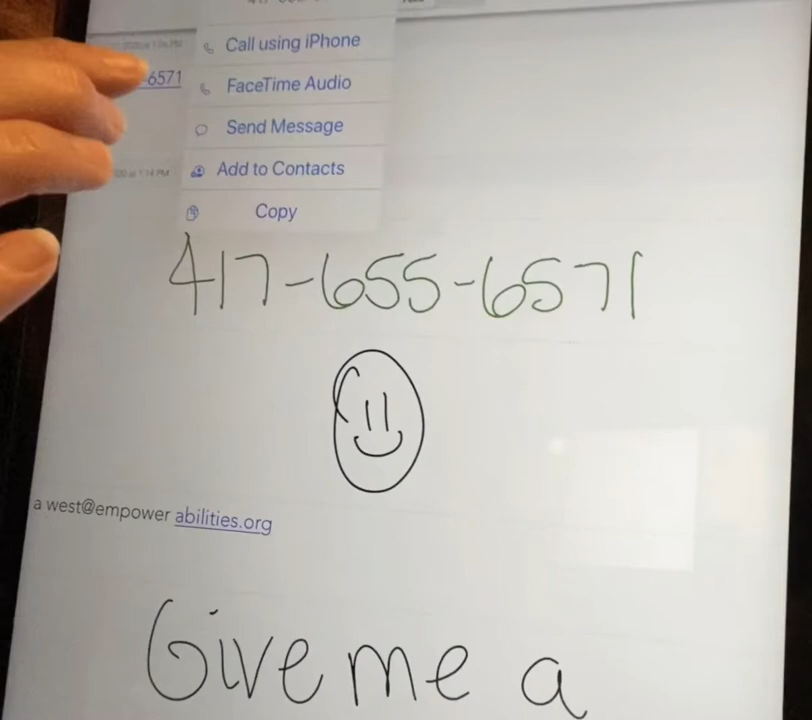 Call using iPhone
-6571
FaceTime Audio
Send Message
Add to Contacts
Copy
417-655-6571
a west@empower abilities.org
Give me a